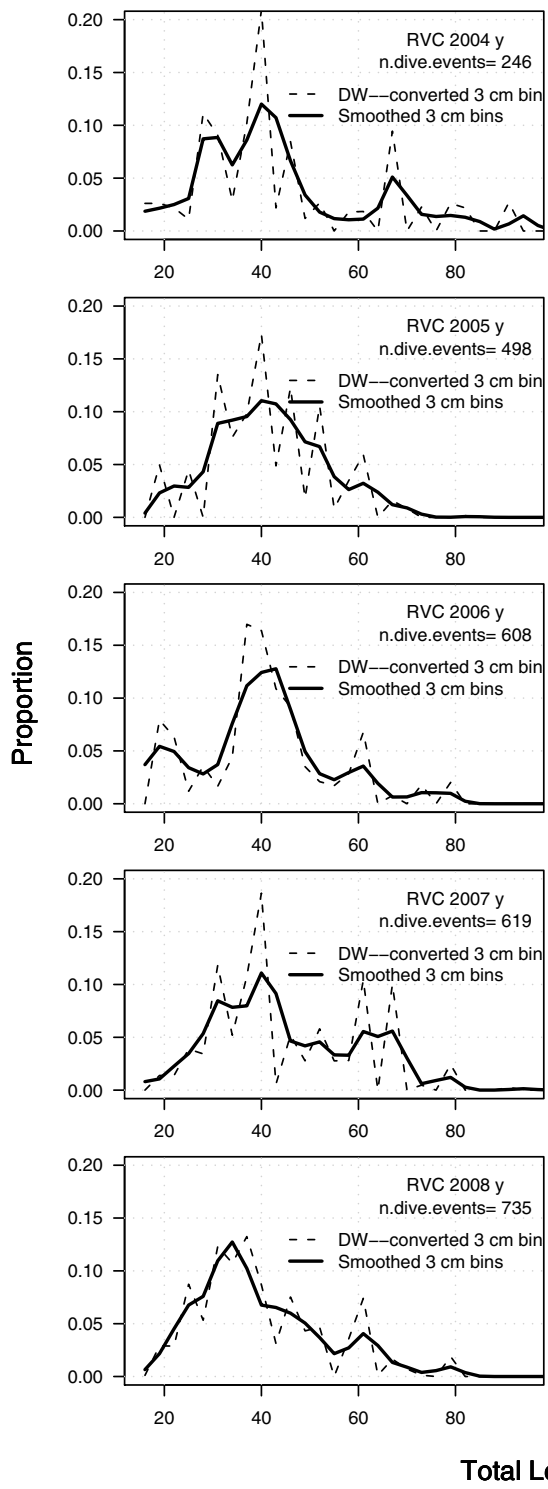 RVC 2004 y
n.dive.events= 246
DW--converted 3 cm bin
Smoothed 3 cm bins
0.20
0.15
0.10
0.05
0.00
20 40 60 80
RVC 2005 y
n.dive.events= 498
DW--converted 3 cm bin
Smoothed 3 cm bins
0.20
0.15
0.10
0.05
0.00
20 40 60 80
Proportion
RVC 2006 y
n.dive.events= 608
DW--converted 3 cm bin
Smoothed 3 cm bins
0.20
0.15
0.10
0.05
0.00
20 40 60 80
RVC 2007 y
n.dive.events= 619
DW--converted 3 cm bin
Smoothed 3 cm bins
0.20
0.15
0.10
0.05
0.00
20 40 60 80
RVC 2008 y
n.dive.events= 735
DW--converted 3 cm bin
Smoothed 3 cm bins
0.20
0.15
0.10
0.05
0.00
20 40 60 80
Total